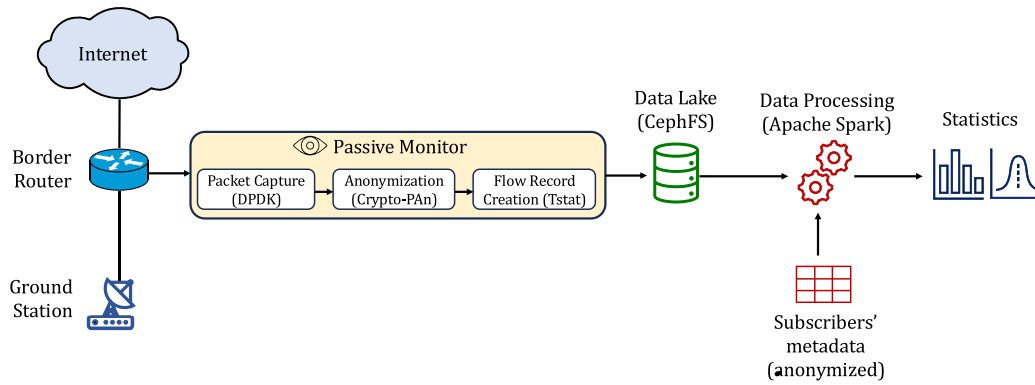 Internet
Border
Router
Passive Monitor
Packet Capture
(DPDK)
Anonymization
(Crypto-PAn)
Flow Record
Creation (Tstat)
Data Lake
(CephFS)
Data Processing
(Apache Spark)
Statistics
Ground
Station
Subscribers’
metadata
(anonymized)